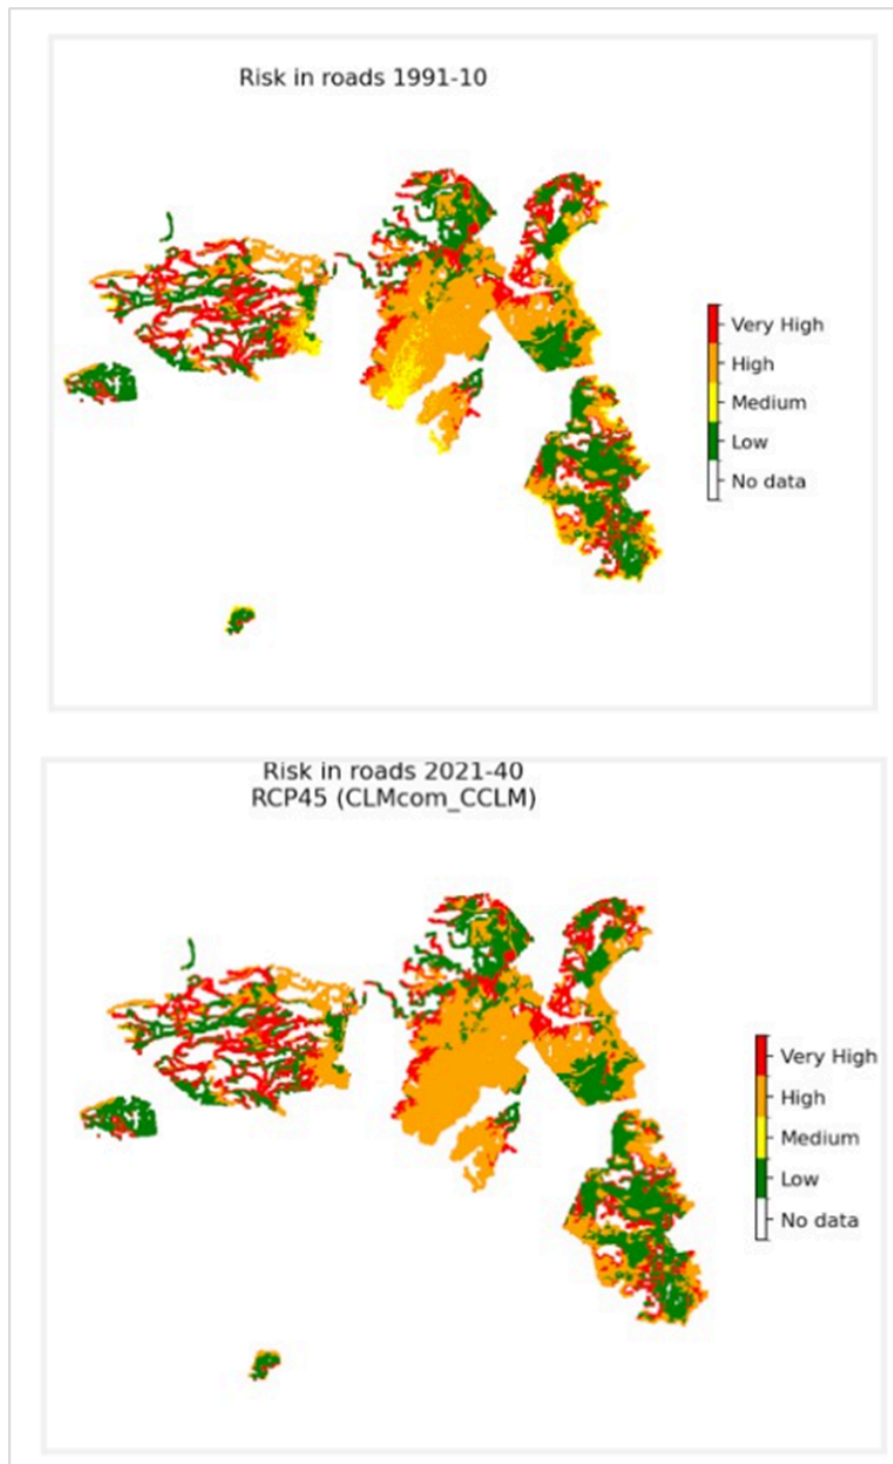 Risk in roads 1991-10
Very High
High
Medium
Low
No data
Risk in roads 2021-40
RCP45 (CLMcom_CCLM)
Very High
High
Medium
Low
No data